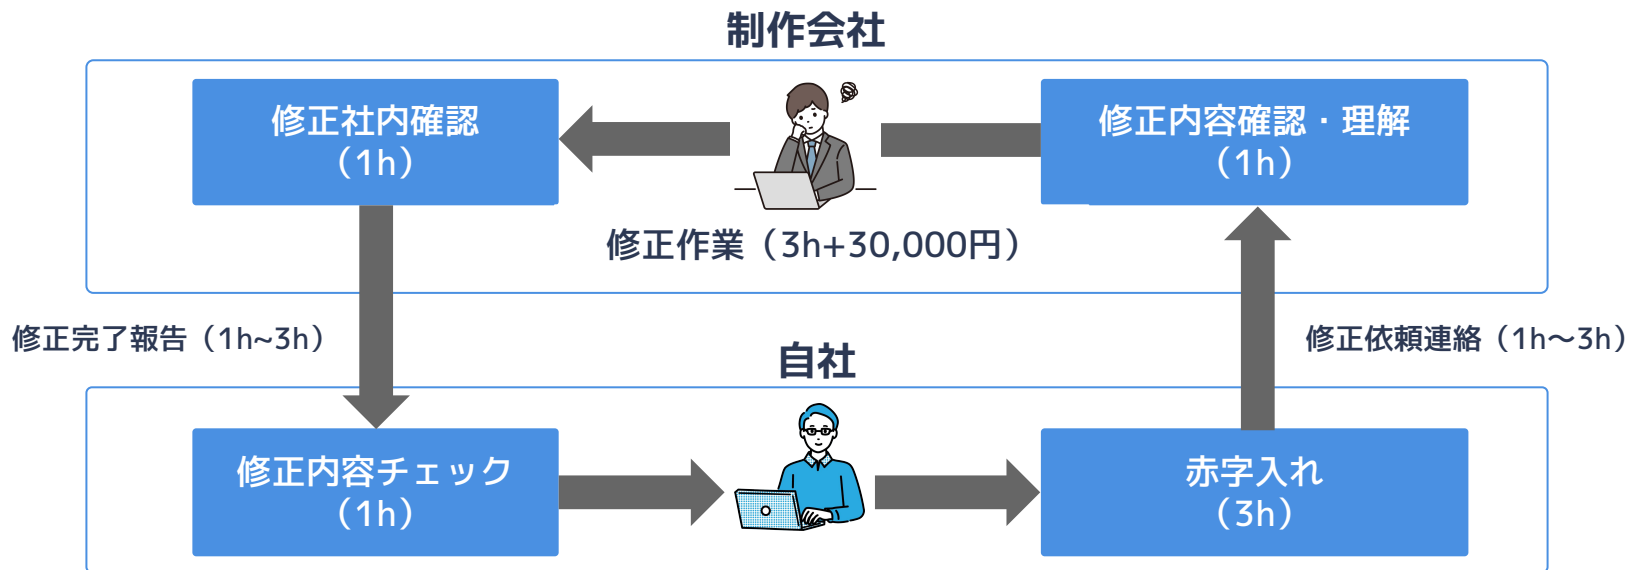 制作会社
修正社内確認
（1h）
修正内容確認・理解
（1h）
修正作業（3h+30,000円）
修正完了報告（1h~3h）
修正依頼連絡（1h〜3h）
自社
修正内容チェック
（1h）
赤字入れ
（3h）